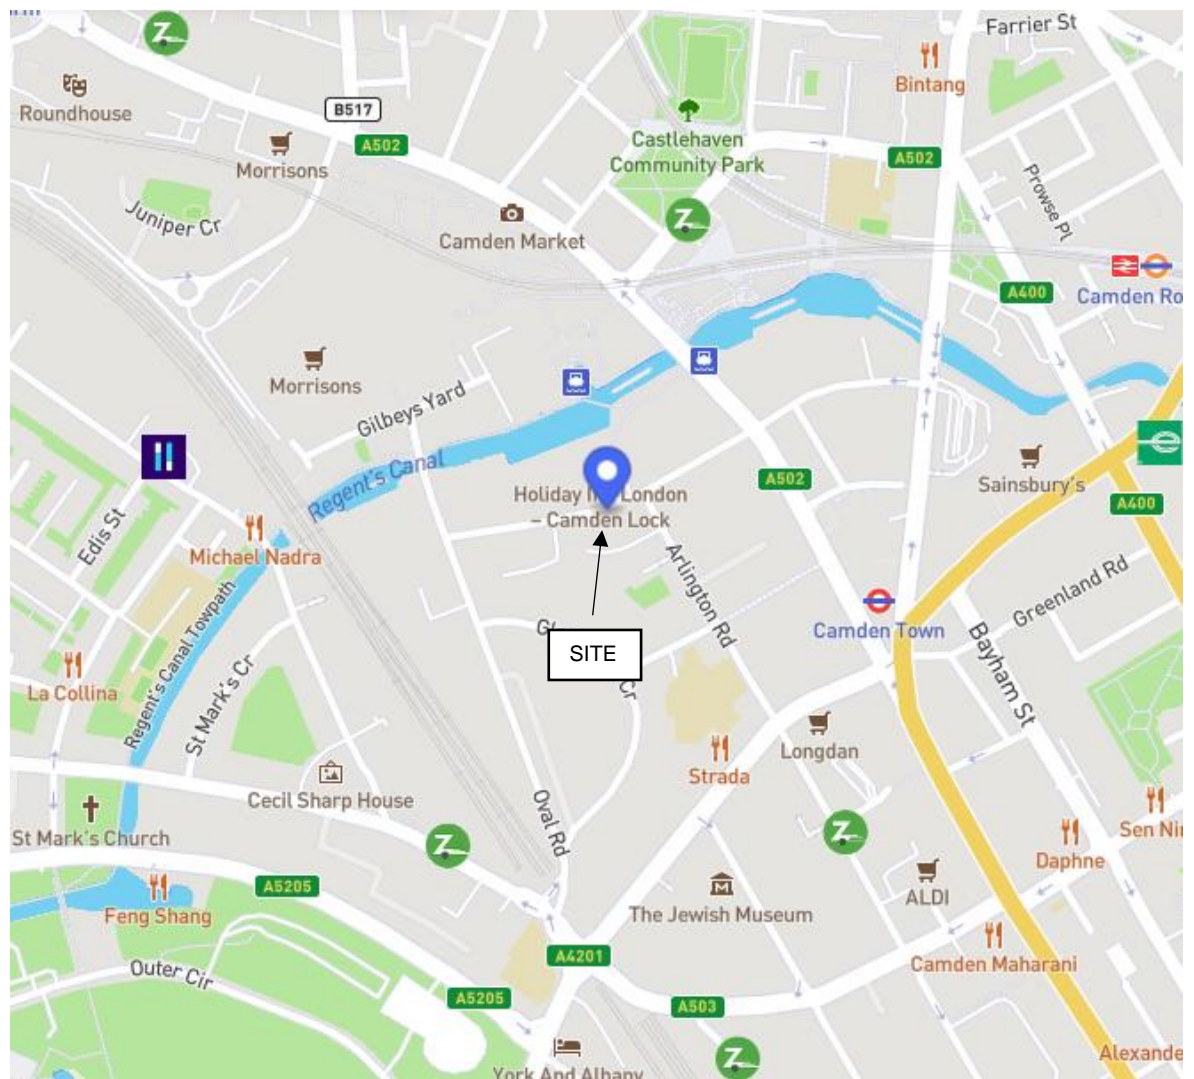 Farrier St
Bintang
Roundhouse
B517
A502
Morrisons
Castlehaven
Community Park
A502
Prowse Pl
Juniper Cr
Camden Market
A400
Camden Ro
Morrisons
Gilbeys Yard
Regent's Canal
A502
Sainsbury's
A400
Holiday I London
– Camden Lock
Edis St
Michael Nadra
Arlington Rd
Greenland Rd
Regent's Canal Towpath
Camden Town
SITE
Cr
Bayham St
La Collina
St Mark's Cr
Strada
Longdan
Cecil Sharp House
St Mark's Church
Oval Rd
Sen Nin
Daphne
A5205
ALDI
Feng Shang
The Jewish Museum
A4201
Camden Maharani
Outer Cir
A5205
A503
Alexande
York And Albany